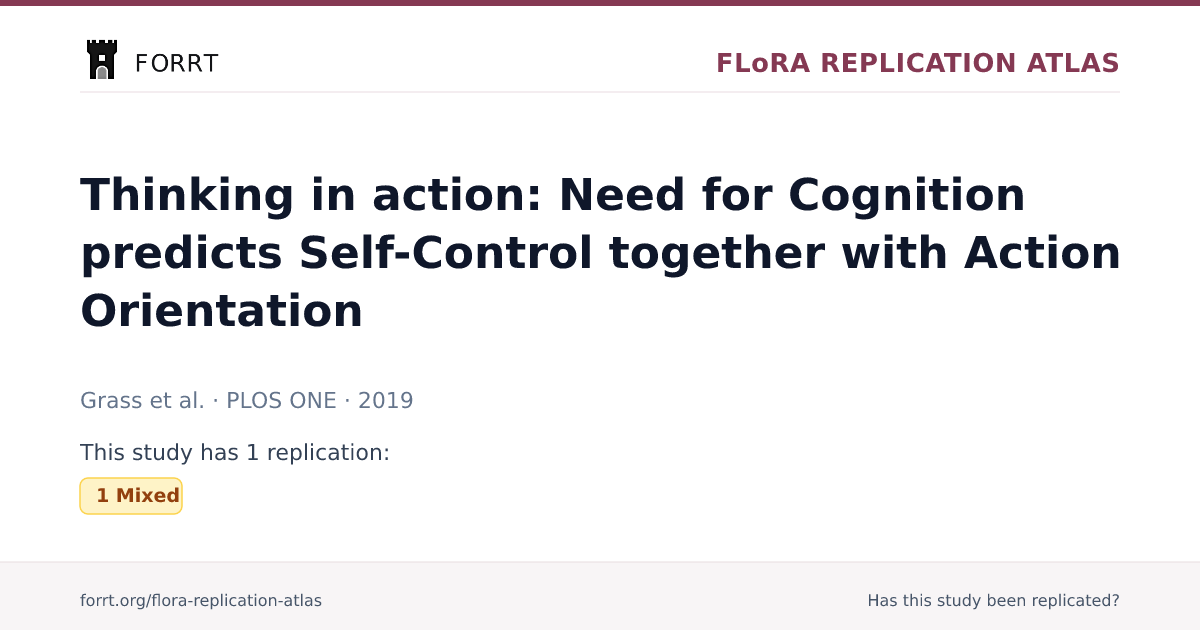 FORRT
FLoRA REPLICATION ATLAS
Thinking in action: Need for Cognition
predicts Self-Control together with Action
Orientation
Grass et al. · PLOS ONE · 2019
This study has 1 replication:
1 Mixed
forrt.org/flora-replication-atlas
Has this study been replicated?